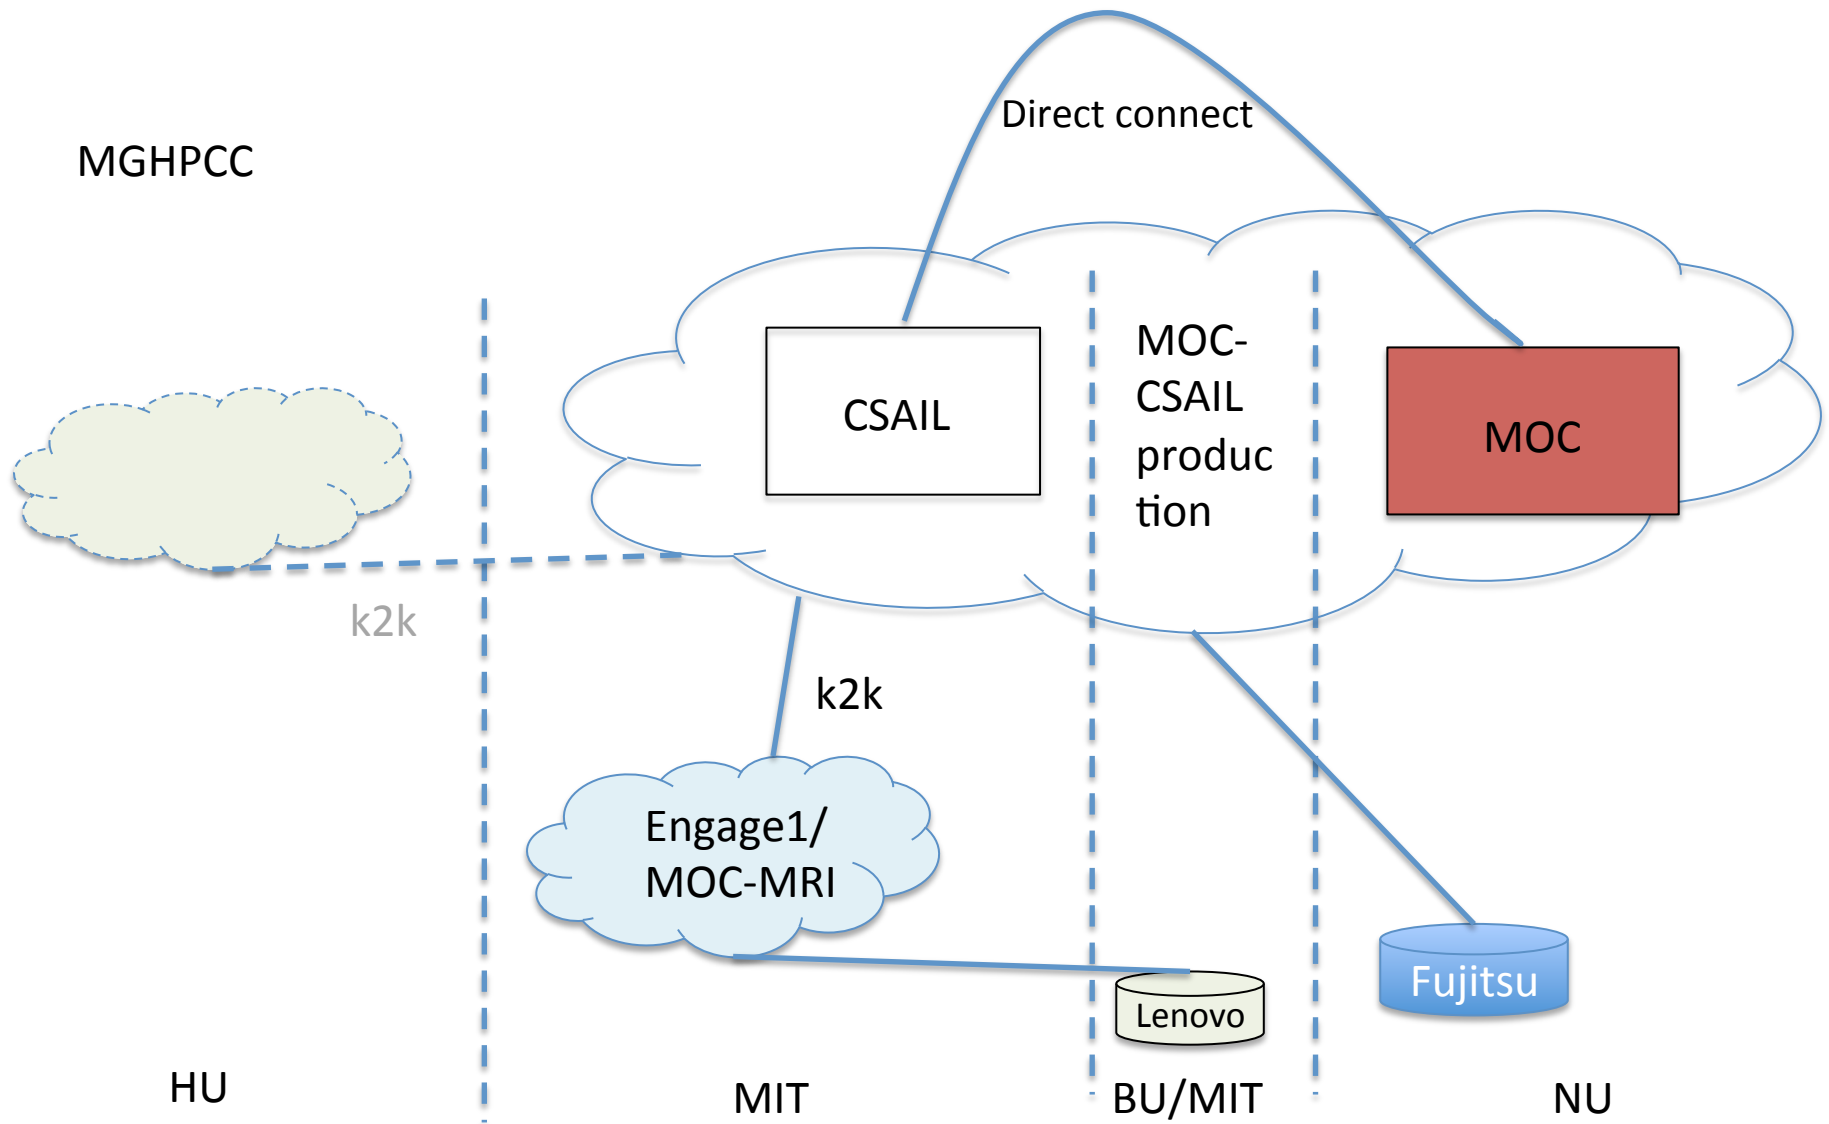 Direct connect
MGHPCC
MOC-
CSAIL
produc
tion
CSAIL
MOC
k2k
k2k
Engage1/
MOC-MRI
Fujitsu
Lenovo
HU
MIT
BU/MIT
NU